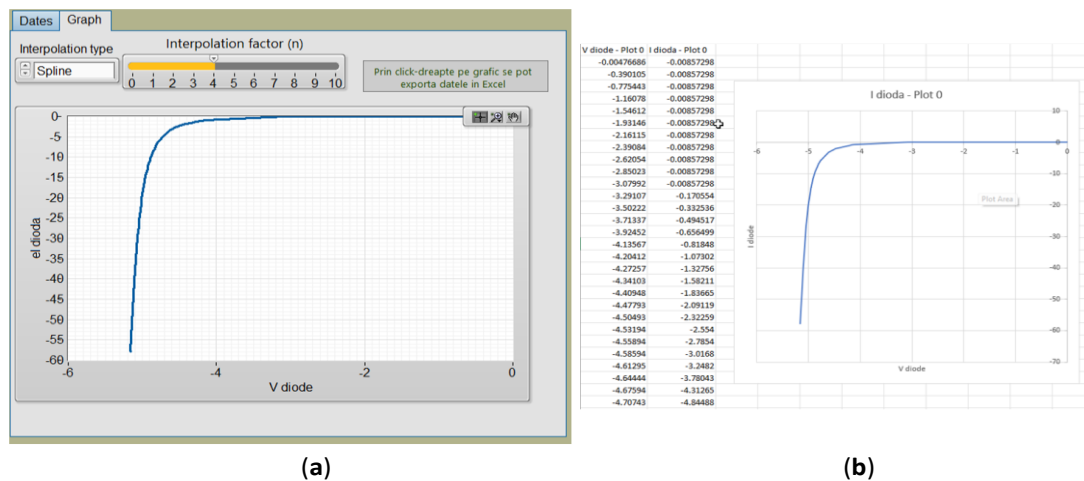 Dates Graph
Interpolation type
Spline
Interpolation factor (n)
0 1 2 3 4 5 6 7 8 9 10
Prin click-dreapte pe grafic se pot
exporta datele in Excel
0-
-5
-10
-15
-20
-25
-30
-35
-40
-45
-50
-55
-60
el dioda
-6 -4 -2 0
V diode
(a)
V diode - Plot 0 I dioda - Plot 0
-0.00476686 -0.00857298
-0.390105 -0.00857298
-0.775443 -0.00857298
-1.16078 -0.00857298
-1.54612 -0.00857298
-1.93146 -0.00857298
-2.16115 -0.00857298
-2.39084 -0.00857298
-2.62054 -0.00857298
-2.85023 -0.00857298
-3.07992 -0.00857298
-3.29107 -0.170554
-3.50222 -0.332536
-3.71337 -0.494517
-3.92452 -0.656499
-4.13567 -0.81848
-4.20412 -1.07302
-4.27257 -1.32756
-4.34103 -1.58211
-4.40948 -1.83665
-4.47793 -2.09119
-4.50493 -2.32259
-4.53194 -2.554
-4.55894 -2.7854
-4.58594 -3.0168
-4.61295 -3.2482
-4.64444 -3.78043
-4.67594 -4.31265
-4.70743 -4.84488
I dioda - Plot 0
10
-6 -5 -4 -3 -2 -1 0
0
-10
-20
-30
-40
-50
-60
-70
Plot Area
I diode
V diode
(b)